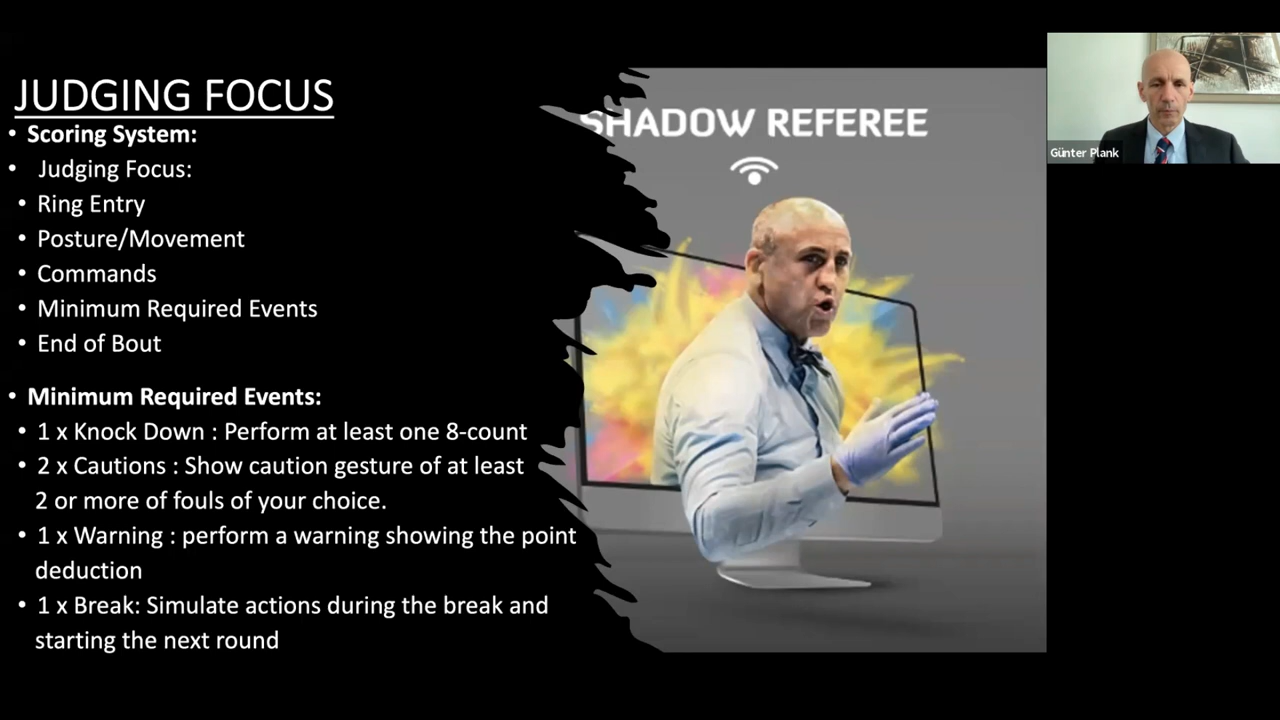 JUDGING FOCUS
• Scoring System:
• Judging Focus:
• Ring Entry
• Posture/Movement
• Commands
• Minimum Required Events
• End of Bout
• Minimum Required Events:
• 1 x Knock Down : Perform at least one 8-count
• 2 x Cautions : Show caution gesture of at least
2 or more of fouls of your choice.
• 1 x Warning : perform a warning showing the point
deduction
• 1 x Break: Simulate actions during the break and
starting the next round
SHADOW REFEREE
Günter Plank